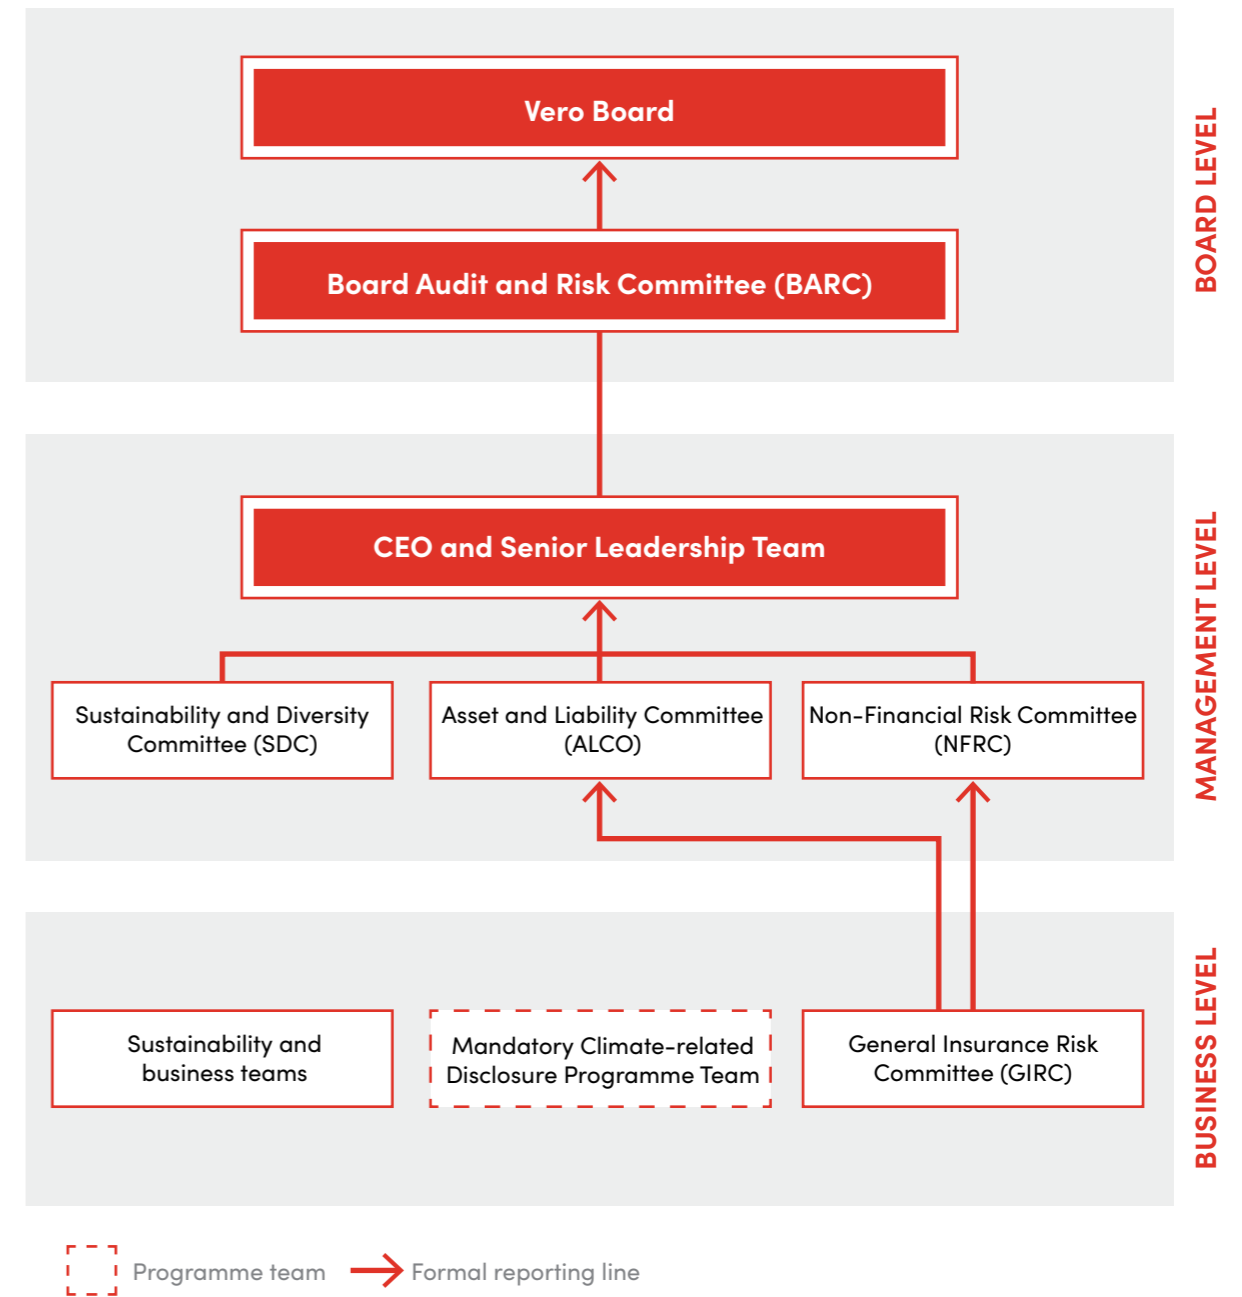 Vero Board
Board Audit and Risk Committee (BARC)
BOARD LEVEL
CEO and Senior Leadership Team
Sustainability and Diversity
Committee (SDC)
Asset and Liability Committee
(ALCO)
Non-Financial Risk Committee
(NFRC)
MANAGEMENT LEVEL
Sustainability and
business teams
Mandatory Climate-related
Disclosure Programme Team
General Insurance Risk
Committee (GIRC)
BUSINESS LEVEL
Programme team
Formal reporting line